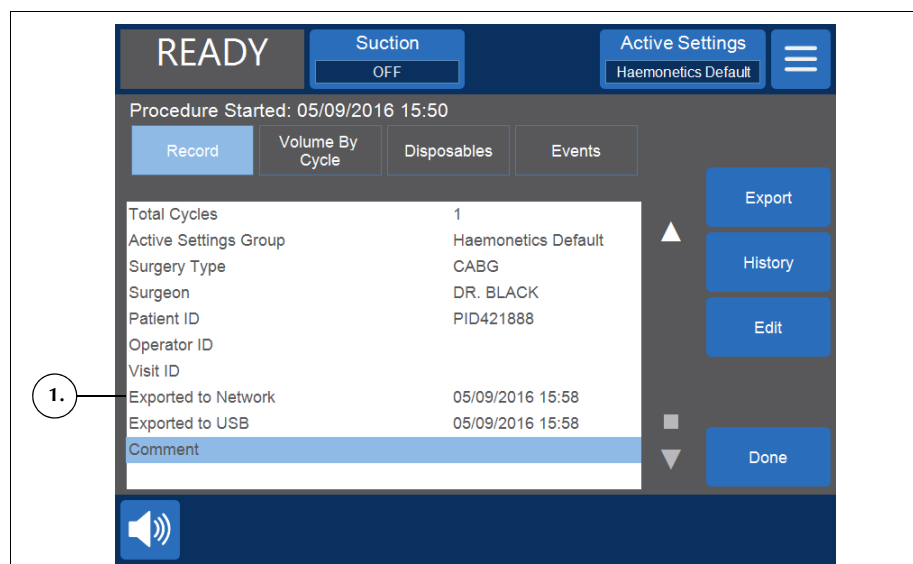 READY
Suction
OFF
Active Settings
Haemonetics Default
Procedure Started: 05/09/2016 15:50
Record
Volume By
Cycle
Disposables
Events
Total Cycles 1
Active Settings Group Haemonetics Default
Surgery Type CABG
Surgeon DR. BLACK
Patient ID PID421888
Operator ID
Visit ID
1. Exported to Network 05/09/2016 15:58
Exported to USB 05/09/2016 15:58
Comment
Export
History
Edit
Done